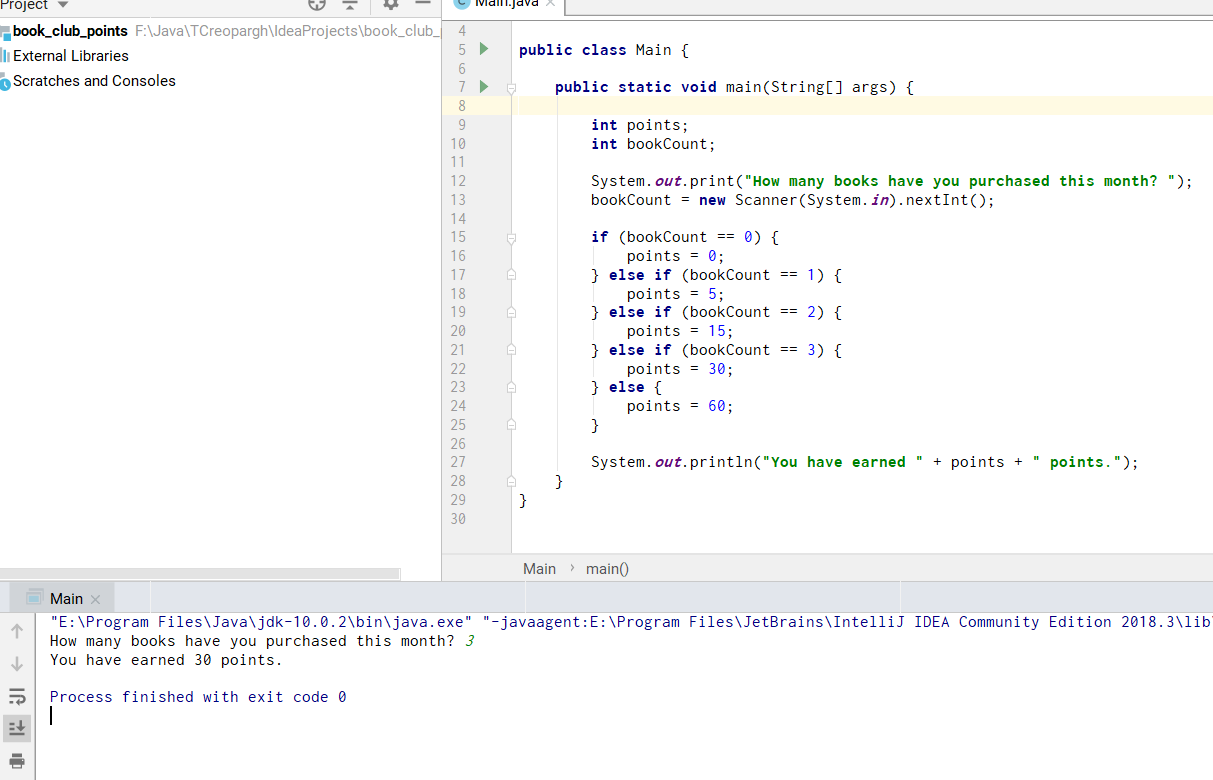 Project
Main.java
book_club_points F:\Java\TCreopargh\IdeaProjects\book_club_
External Libraries
Scratches and Consoles
4
5 public class Main {
6
7 public static void main(String[] args) {
8
9 int points;
10 int bookCount;
11
12 System.out.print("How many books have you purchased this month? ");
13 bookCount = new Scanner(System.in).nextInt();
14
15 if (bookCount == 0) {
16 points = 0;
17 } else if (bookCount == 1) {
18 points = 5;
19 } else if (bookCount == 2) {
20 points = 15;
21 } else if (bookCount == 3) {
22 points = 30;
23 } else {
24 points = 60;
25 }
26
27 System.out.println("You have earned " + points + " points.");
28 }
29 }
30
Main › main()
Main
"E:\Program Files\Java\jdk-10.0.2\bin\java.exe" "-javaagent:E:\Program Files\JetBrains\IntelliJ IDEA Community Edition 2018.3\lib
How many books have you purchased this month? 3
You have earned 30 points.
Process finished with exit code 0